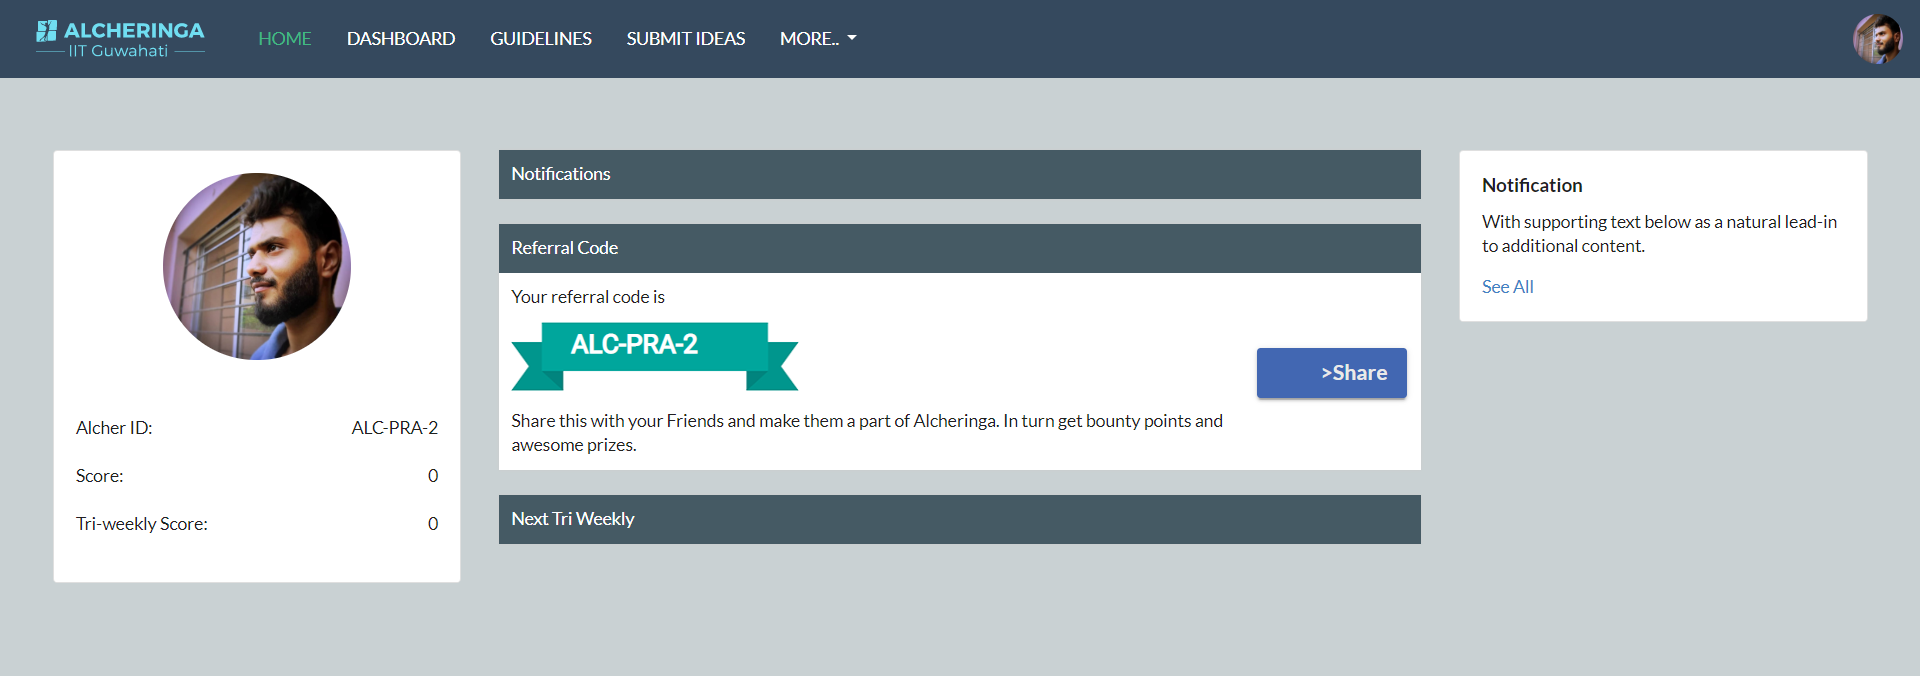 ALCHERINGA
IIT Guwahati
HOME
DASHBOARD
GUIDELINES
SUBMIT IDEAS
MORE..
Alcher ID:
ALC-PRA-2
Score:
0
Tri-weekly Score:
0
Notifications
Referral Code
Your referral code is
ALC-PRA-2
>Share
Share this with your Friends and make them a part of Alcheringa. In turn get bounty points and
awesome prizes.
Next Tri Weekly
Notification
With supporting text below as a natural lead-in
to additional content.
See All